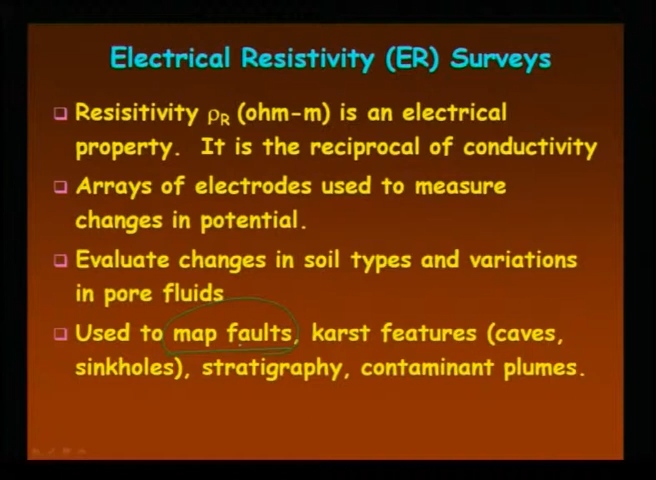 Electrical Resistivity (ER) Surveys
❑ Resisitivity ρR (ohm-m) is an electrical
property. It is the reciprocal of conductivity
❑ Arrays of electrodes used to measure
changes in potential.
❑ Evaluate changes in soil types and variations
in pore fluids
❑ Used to map faults, karst features (caves,
sinkholes), stratigraphy, contaminant plumes.